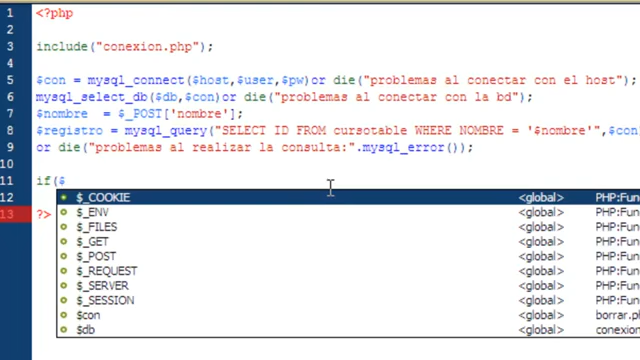 1 <?php
2
3 include("conexion.php");
4
5 $con = mysql_connect($host,$user,$pw)or die("problemas al conectar con el host");
6 mysql_select_db($db,$con)or die("problemas al conectar con la bd");
7 $nombre = $_POST['nombre'];
8 $registro = mysql_query("SELECT ID FROM cursotable WHERE NOMBRE = '$nombre'",$con
9 or die("problemas al realizar la consulta:".mysql_error());
10
11 if($
12 $_COOKIE <global> PHP:Fun
13 ?> $_ENV <global> PHP:Fun
$_FILES <global> PHP:Fun
$_GET <global> PHP:Fun
$_POST <global> PHP:Fun
$_REQUEST <global> PHP:Fun
$_SERVER <global> PHP:Fun
$_SESSION <global> PHP:Fun
$con borrar.ph
$db conexion